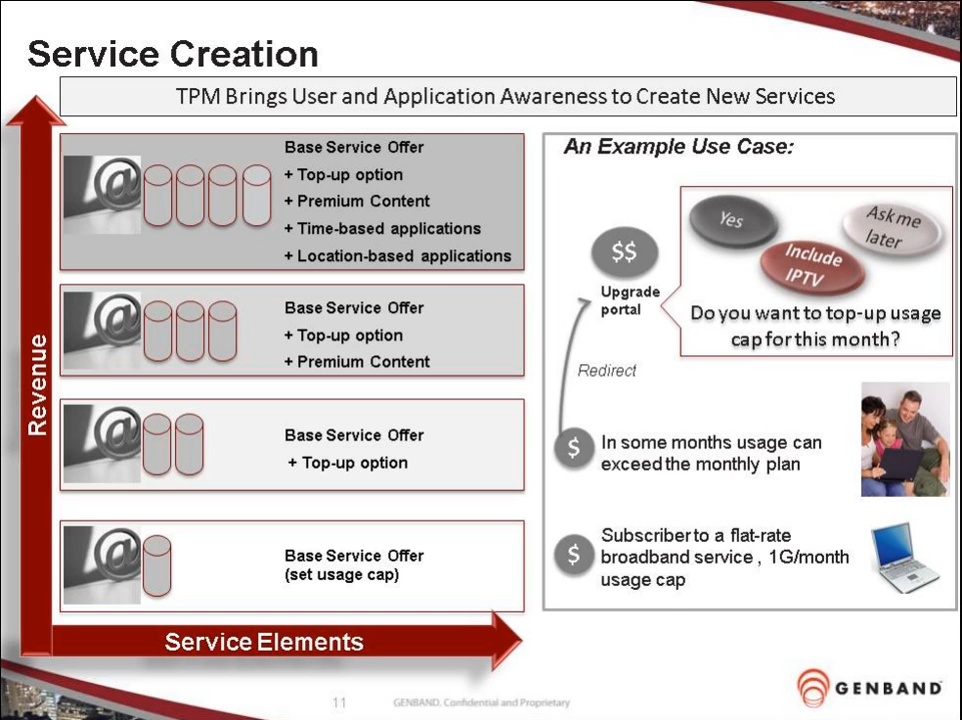 Service Creation
TPM Brings User and Application Awareness to Create New Services
Revenue
Base Service Offer
+ Top-up option
+ Premium Content
+ Time-based applications
+ Location-based applications
Base Service Offer
+ Top-up option
+ Premium Content
Base Service Offer
+ Top-up option
Base Service Offer
(set usage cap)
Service Elements
An Example Use Case:
$$
Upgrade
portal
Yes
Include
IPTV
Ask me
later
Do you want to top-up usage
cap for this month?
Redirect
$
In some months usage can
exceed the monthly plan
$
Subscriber to a flat-rate
broadband service , 1G/month
usage cap
11
GENBAND. Confidential and Proprietary
GENBAND